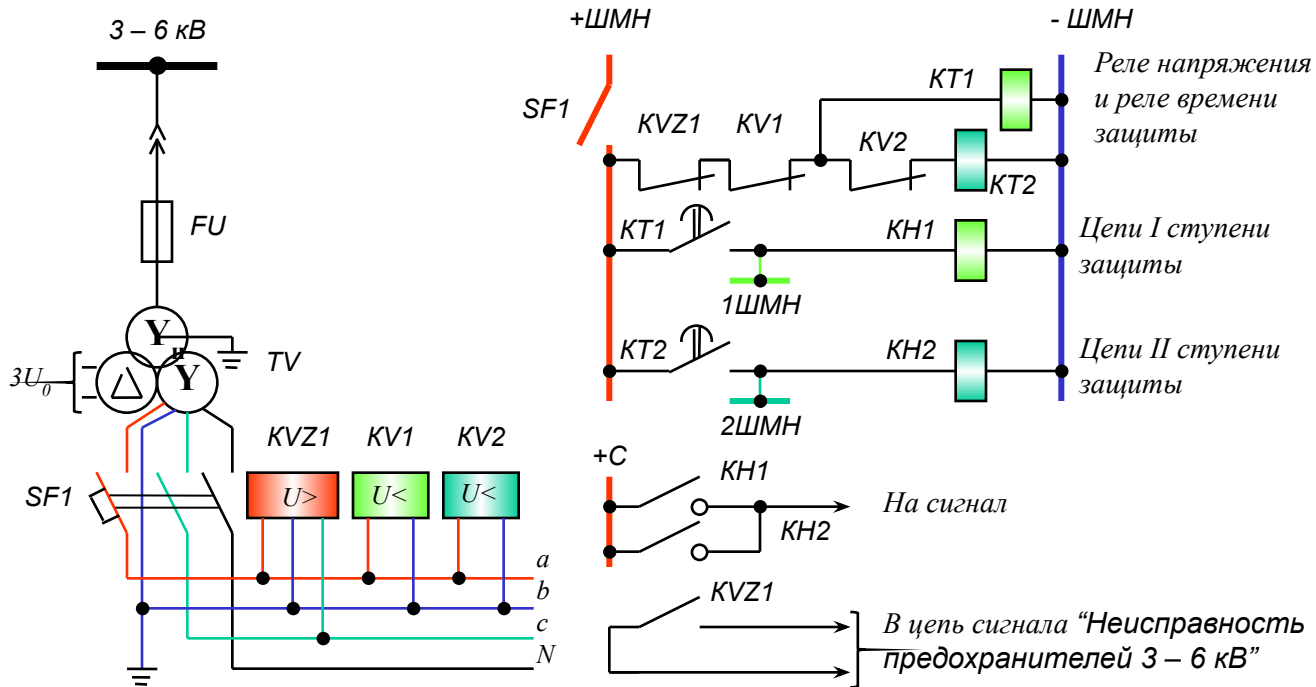 3 – 6 кВ
FU
Y
н
Y
Δ
TV
3U0
SF1
KVZ1
KV1
KV2
U>
U<
U<
a
b
c
N
+ШМН
- ШМН
SF1
KVZ1
KV1
KV2
КТ1
КТ2
Реле напряжения
и реле времени
защиты
КТ1
КН1
1ШМН
Цепи I ступени
защиты
КТ2
КН2
2ШМН
Цепи II ступени
защиты
+С
КН1
КН2
На сигнал
KVZ1
В цепь сигнала “Неисправность
предохранителей 3 – 6 кВ”